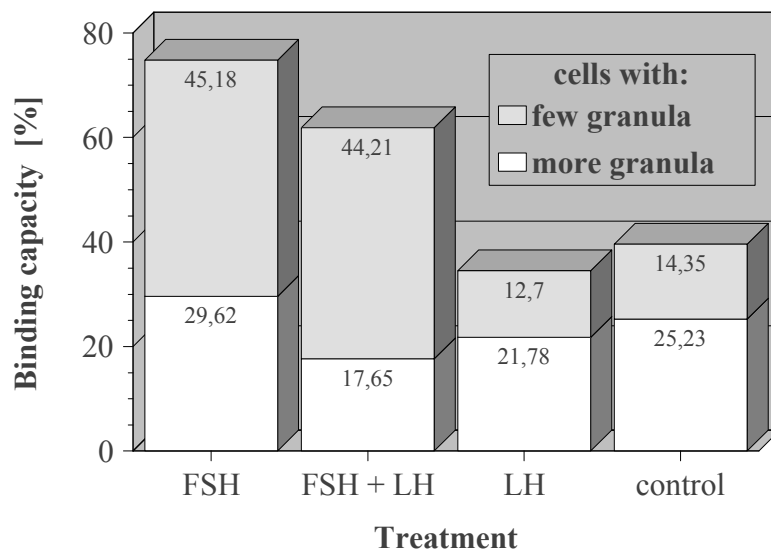 80
60
40
20
0
Binding capacity [%]
cells with:
few granula
more granula
45,18
29,62
44,21
17,65
12,7
21,78
14,35
25,23
FSH
FSH + LH
LH
control
Treatment